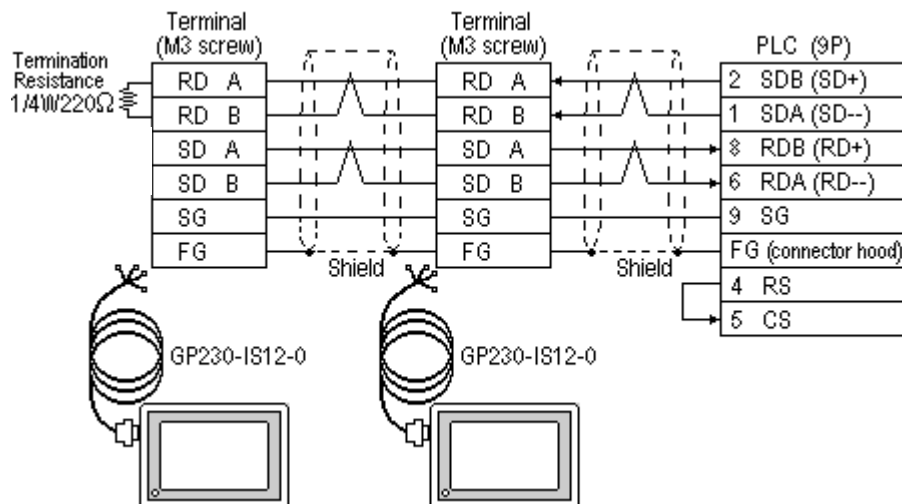 Termination
Resistance
1/4W220Ω
Terminal
(M3 screw)
RD A
RD B
SD A
SD B
SG
FG
Shield
Terminal
(M3 screw)
RD A
RD B
SD A
SD B
SG
FG
Shield
PLC (9P)
2 SDB (SD+)
1 SDA (SD--)
8 RDB (RD+)
6 RDA (RD--)
9 SG
FG (connector hood)
4 RS
5 CS
GP230-IS12-0
GP230-IS12-0